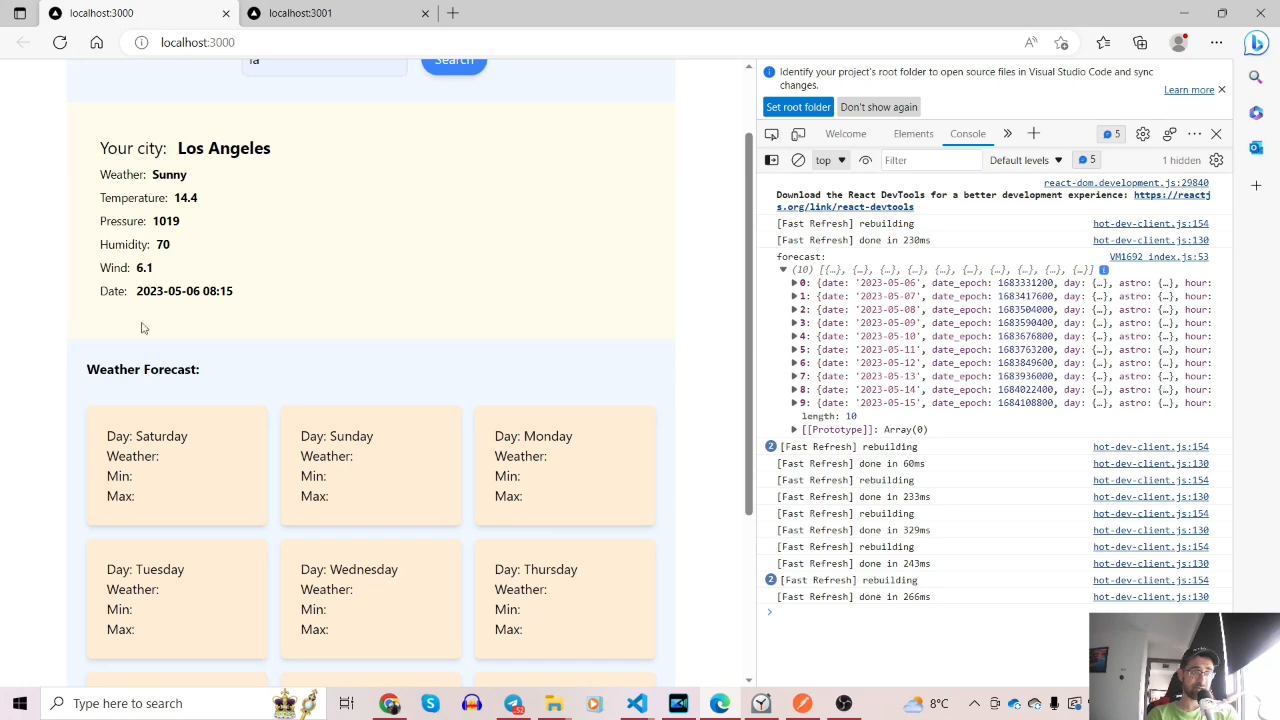 localhost:3000
localhost:3001
localhost:3000
la
Search
Your city: Los Angeles
Weather: Sunny
Temperature: 14.4
Pressure: 1019
Humidity: 70
Wind: 6.1
Date: 2023-05-06 08:15
Weather Forecast:
Day: Saturday
Weather:
Min:
Max:
Day: Sunday
Weather:
Min:
Max:
Day: Monday
Weather:
Min:
Max:
Day: Tuesday
Weather:
Min:
Max:
Day: Wednesday
Weather:
Min:
Max:
Day: Thursday
Weather:
Min:
Max:
Identify your project's root folder to open source files in Visual Studio Code and sync
changes.
Learn more
Set root folder Don't show again
Welcome Elements Console 5
top Filter Default levels 5 1 hidden
react-dom.development.js:29840
Download the React DevTools for a better development experience: https://reactj
s.org/link/react-devtools
[Fast Refresh] rebuilding hot-dev-client.js:154
[Fast Refresh] done in 230ms hot-dev-client.js:130
forecast: VM1692 index.js:53
(10) [{…}, {…}, {…}, {…}, {…}, {…}, {…}, {…}, {…}, {…}]
0: {date: '2023-05-06', date_epoch: 1683331200, day: {…}, astro: {…}, hour:
1: {date: '2023-05-07', date_epoch: 1683417600, day: {…}, astro: {…}, hour:
2: {date: '2023-05-08', date_epoch: 1683504000, day: {…}, astro: {…}, hour:
3: {date: '2023-05-09', date_epoch: 1683590400, day: {…}, astro: {…}, hour:
4: {date: '2023-05-10', date_epoch: 1683676800, day: {…}, astro: {…}, hour:
5: {date: '2023-05-11', date_epoch: 1683763200, day: {…}, astro: {…}, hour:
6: {date: '2023-05-12', date_epoch: 1683849600, day: {…}, astro: {…}, hour:
7: {date: '2023-05-13', date_epoch: 1683936000, day: {…}, astro: {…}, hour:
8: {date: '2023-05-14', date_epoch: 1684022400, day: {…}, astro: {…}, hour:
9: {date: '2023-05-15', date_epoch: 1684108800, day: {…}, astro: {…}, hour:
length: 10
[[Prototype]]: Array(0)
2 [Fast Refresh] rebuilding hot-dev-client.js:154
[Fast Refresh] done in 60ms hot-dev-client.js:130
[Fast Refresh] rebuilding hot-dev-client.js:154
[Fast Refresh] done in 233ms hot-dev-client.js:130
[Fast Refresh] rebuilding hot-dev-client.js:154
[Fast Refresh] done in 329ms hot-dev-client.js:130
[Fast Refresh] rebuilding hot-dev-client.js:154
[Fast Refresh] done in 243ms hot-dev-client.js:130
2 [Fast Refresh] rebuilding hot-dev-client.js:154
[Fast Refresh] done in 266ms hot-dev-client.js:130
Type here to search
8°C